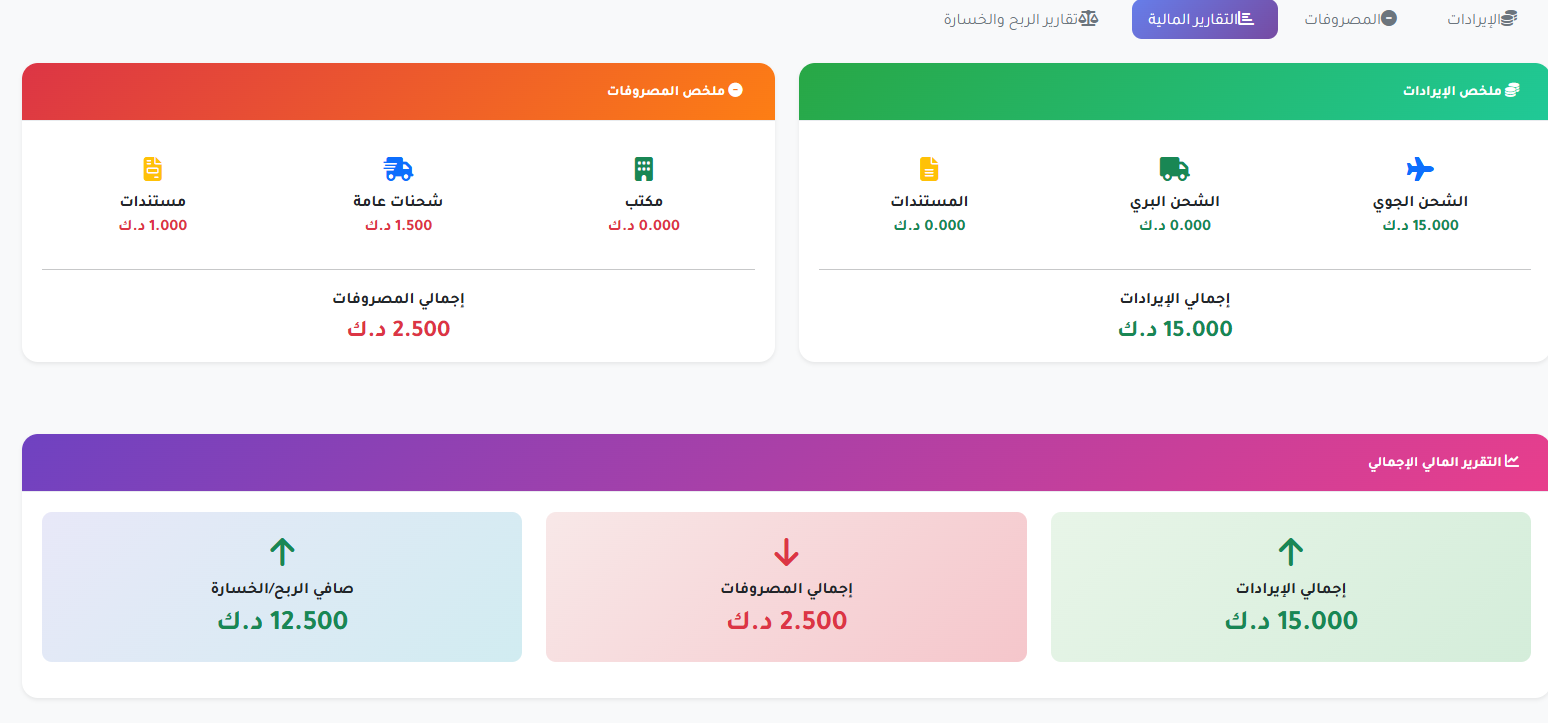 الإيرادات
المصروفات
التقارير المالية
تقارير الربح والخسارة
ملخص الإيرادات
الشحن الجوي
15.000 د.ك
الشحن البري
0.000 د.ك
المستندات
0.000 د.ك
إجمالي الإيرادات
15.000 د.ك
ملخص المصروفات
مكتب
0.000 د.ك
شحنات عامة
1.500 د.ك
مستندات
1.000 د.ك
إجمالي المصروفات
2.500 د.ك
التقرير المالي الإجمالي
إجمالي الإيرادات
15.000 د.ك
إجمالي المصروفات
2.500 د.ك
صافي الربح/الخسارة
12.500 د.ك